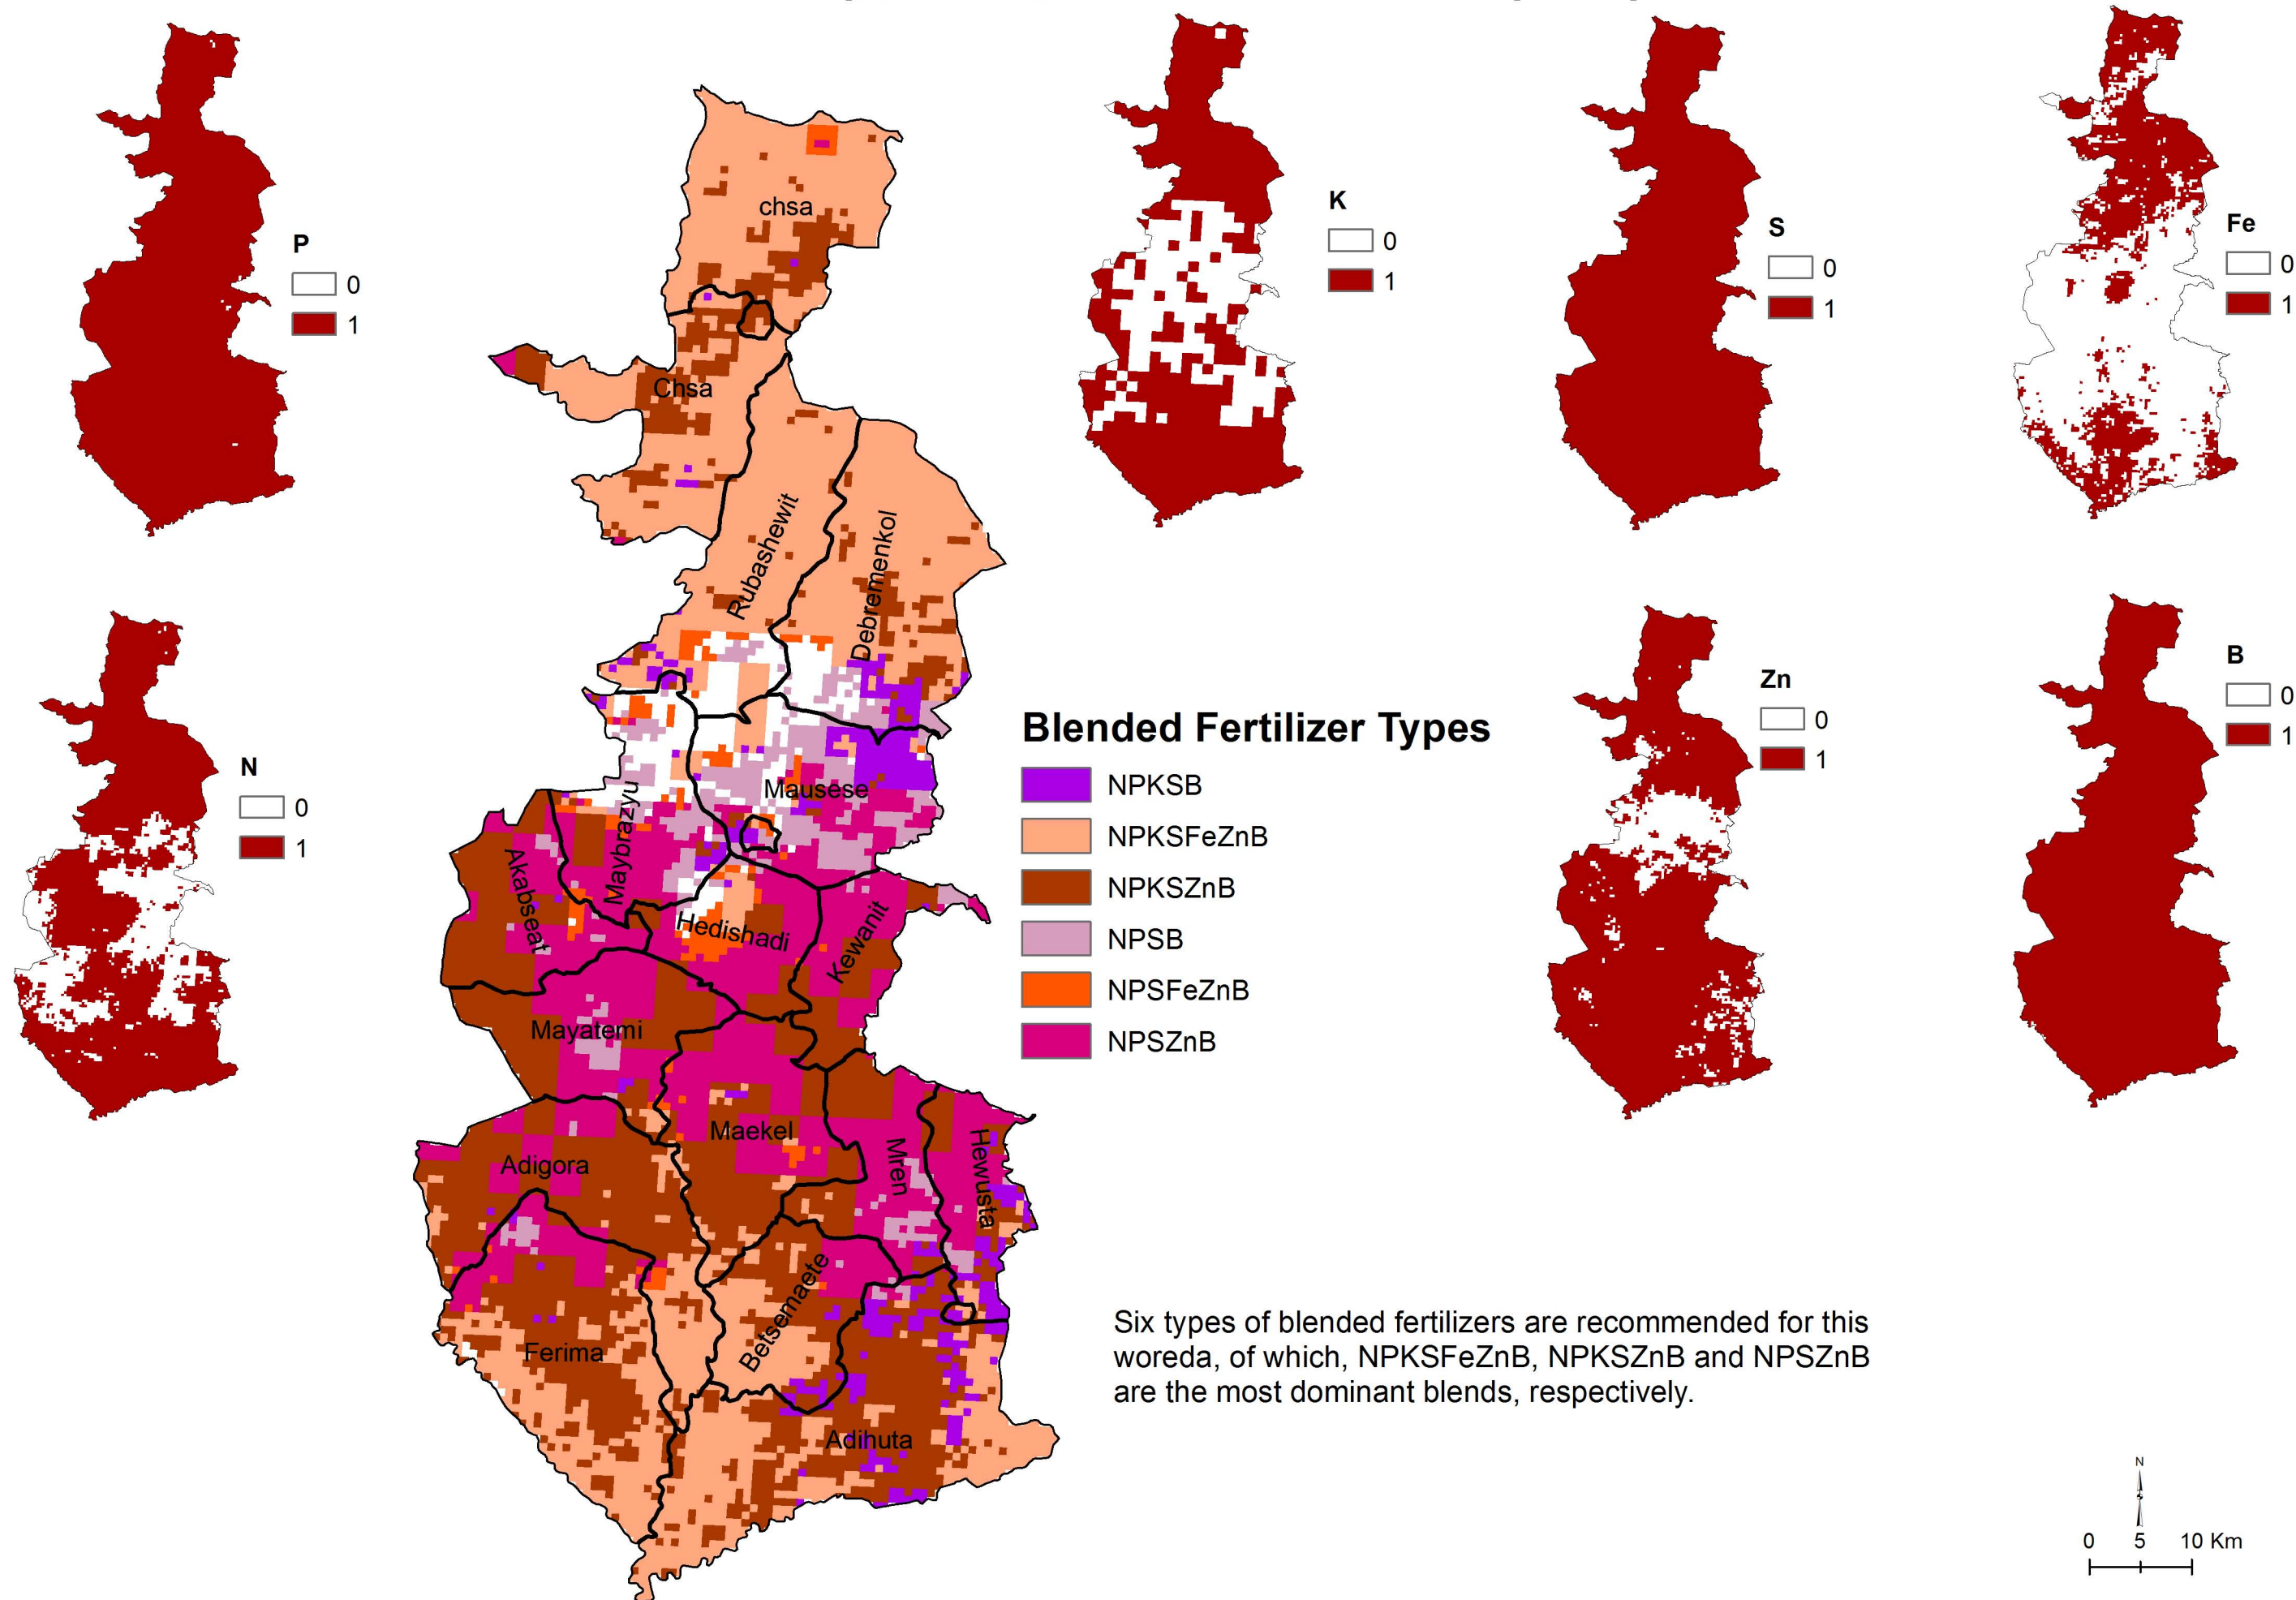 P
0
1
K
0
1
S
0
1
Fe
0
1
chsa
Chsa
Rubashewit
Debremenkol
N
0
1
Zn
0
1
B
0
1
Blended Fertilizer Types
NPKSB
NPKSFeZnB
NPKSZnB
NPSB
NPSFeZnB
NPSZnB
Mausese
Maybrazyu
Akabseat
Hedishadi
Kewanit
Mayatemi
Maekel
Adigora
Mren
Hewusta
Betsemaete
Ferima
Adihuta
Six types of blended fertilizers are recommended for this
woreda, of which, NPKSFeZnB, NPKSZnB and NPSZnB
are the most dominant blends, respectively.
N
0 5 10 Km